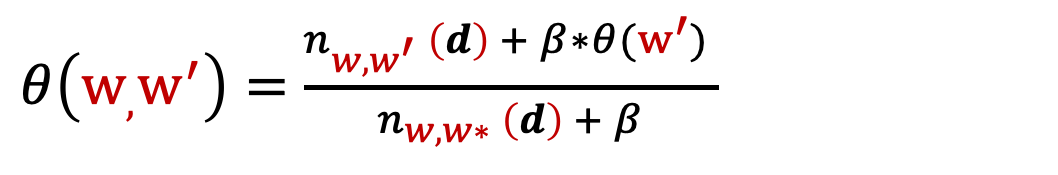 θ(w,w′) = (n_{w,w′} (d) + β∗θ(w′)) / (n_{w,w∗} (d) + β)